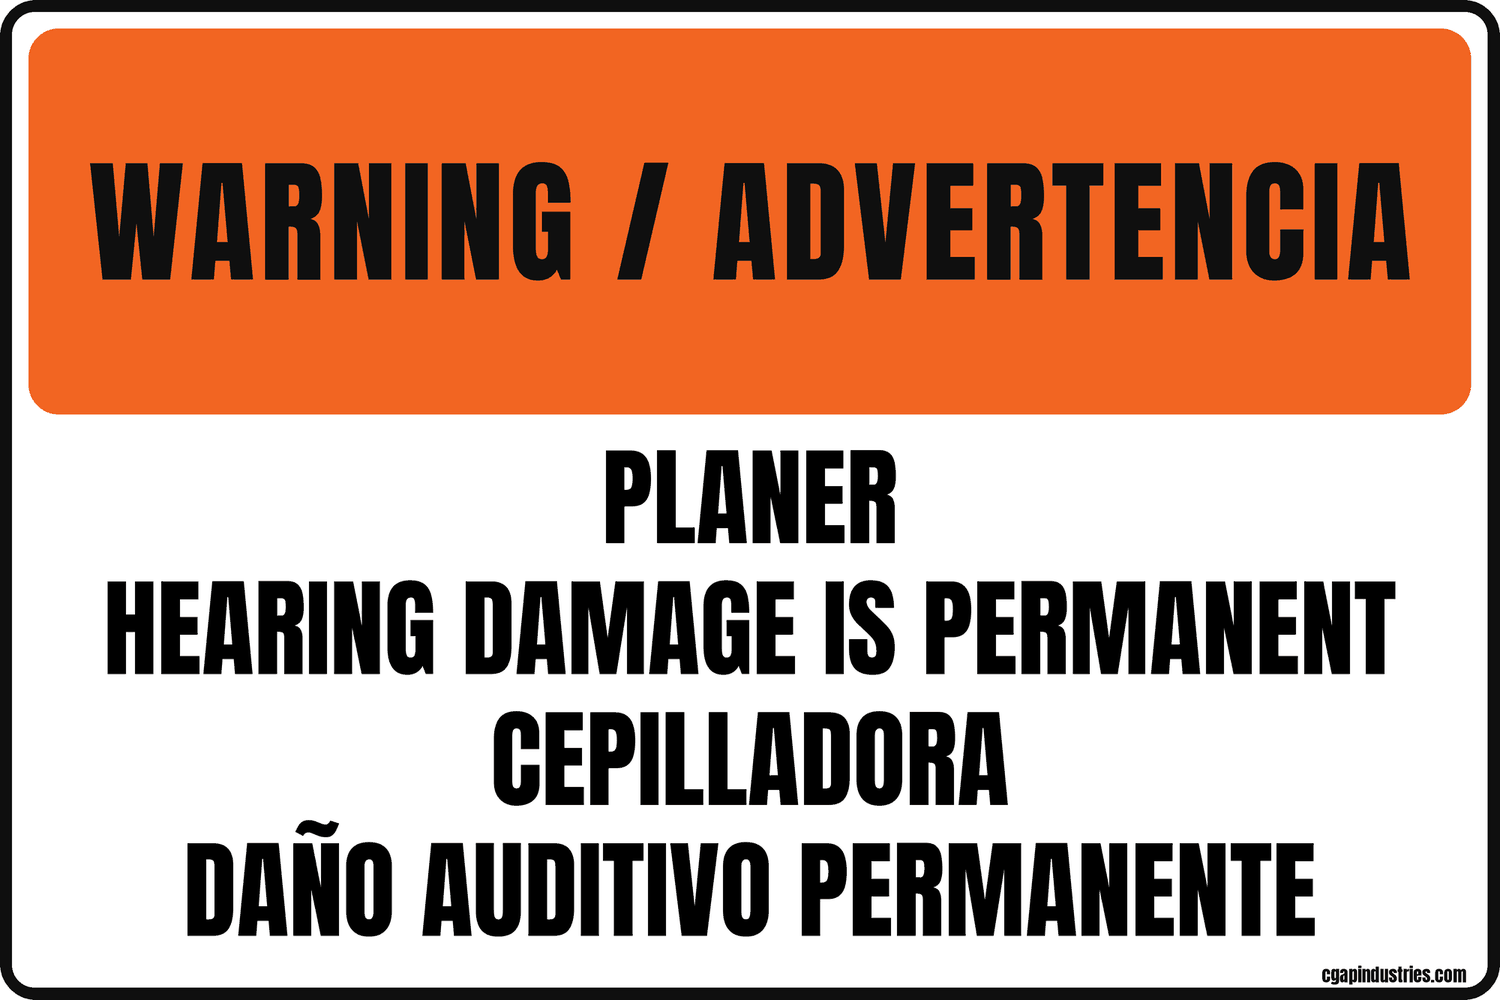 WARNING / ADVERTENCIA
PLANER
HEARING DAMAGE IS PERMANENT
CEPILLADORA
DAÑO AUDITIVO PERMANENTE
cgapindustries.com